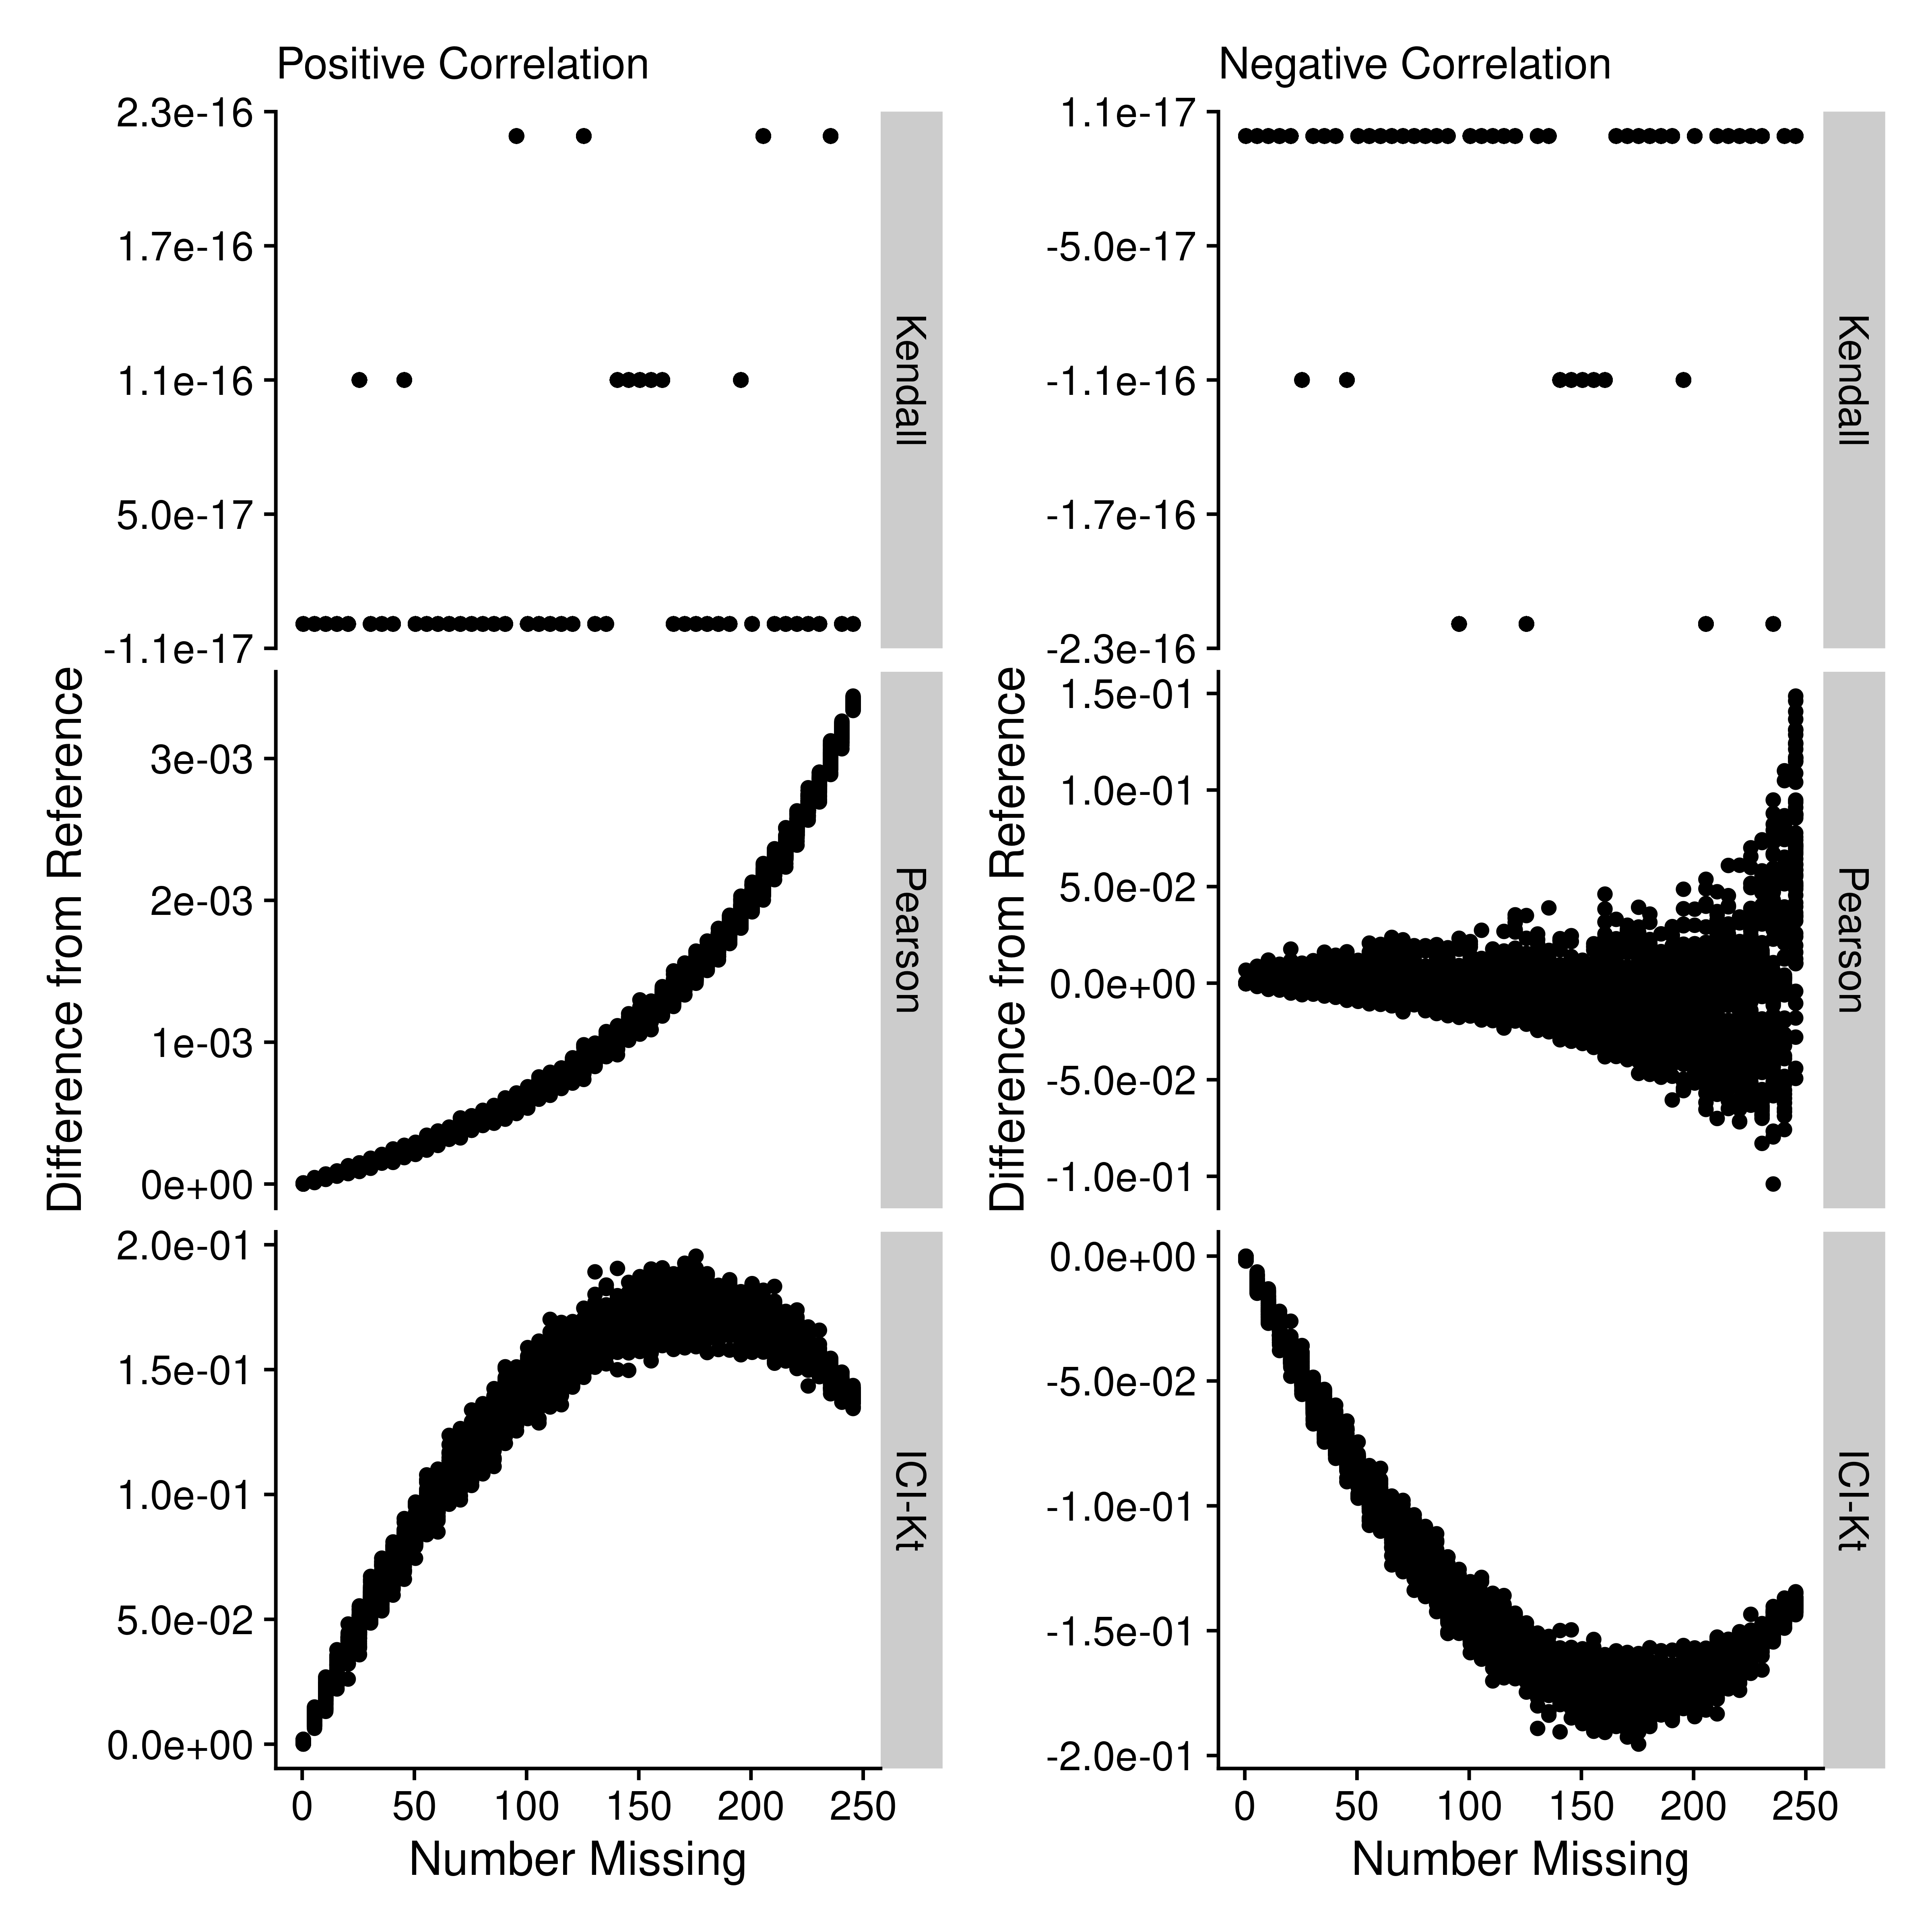 Positive Correlation
2.3e-16
1.7e-16
1.1e-16
5.0e-17
-1.1e-17
Kendall
3e-03
2e-03
1e-03
0e+00
Pearson
2.0e-01
1.5e-01
1.0e-01
5.0e-02
0.0e+00
ICI-Kt
0 50 100 150 200 250
Number Missing
Difference from Reference
Negative Correlation
1.1e-17
-5.0e-17
-1.1e-16
-1.7e-16
-2.3e-16
Kendall
1.5e-01
1.0e-01
5.0e-02
0.0e+00
-5.0e-02
-1.0e-01
Pearson
0.0e+00
-5.0e-02
-1.0e-01
-1.5e-01
-2.0e-01
ICI-Kt
0 50 100 150 200 250
Number Missing
Difference from Reference